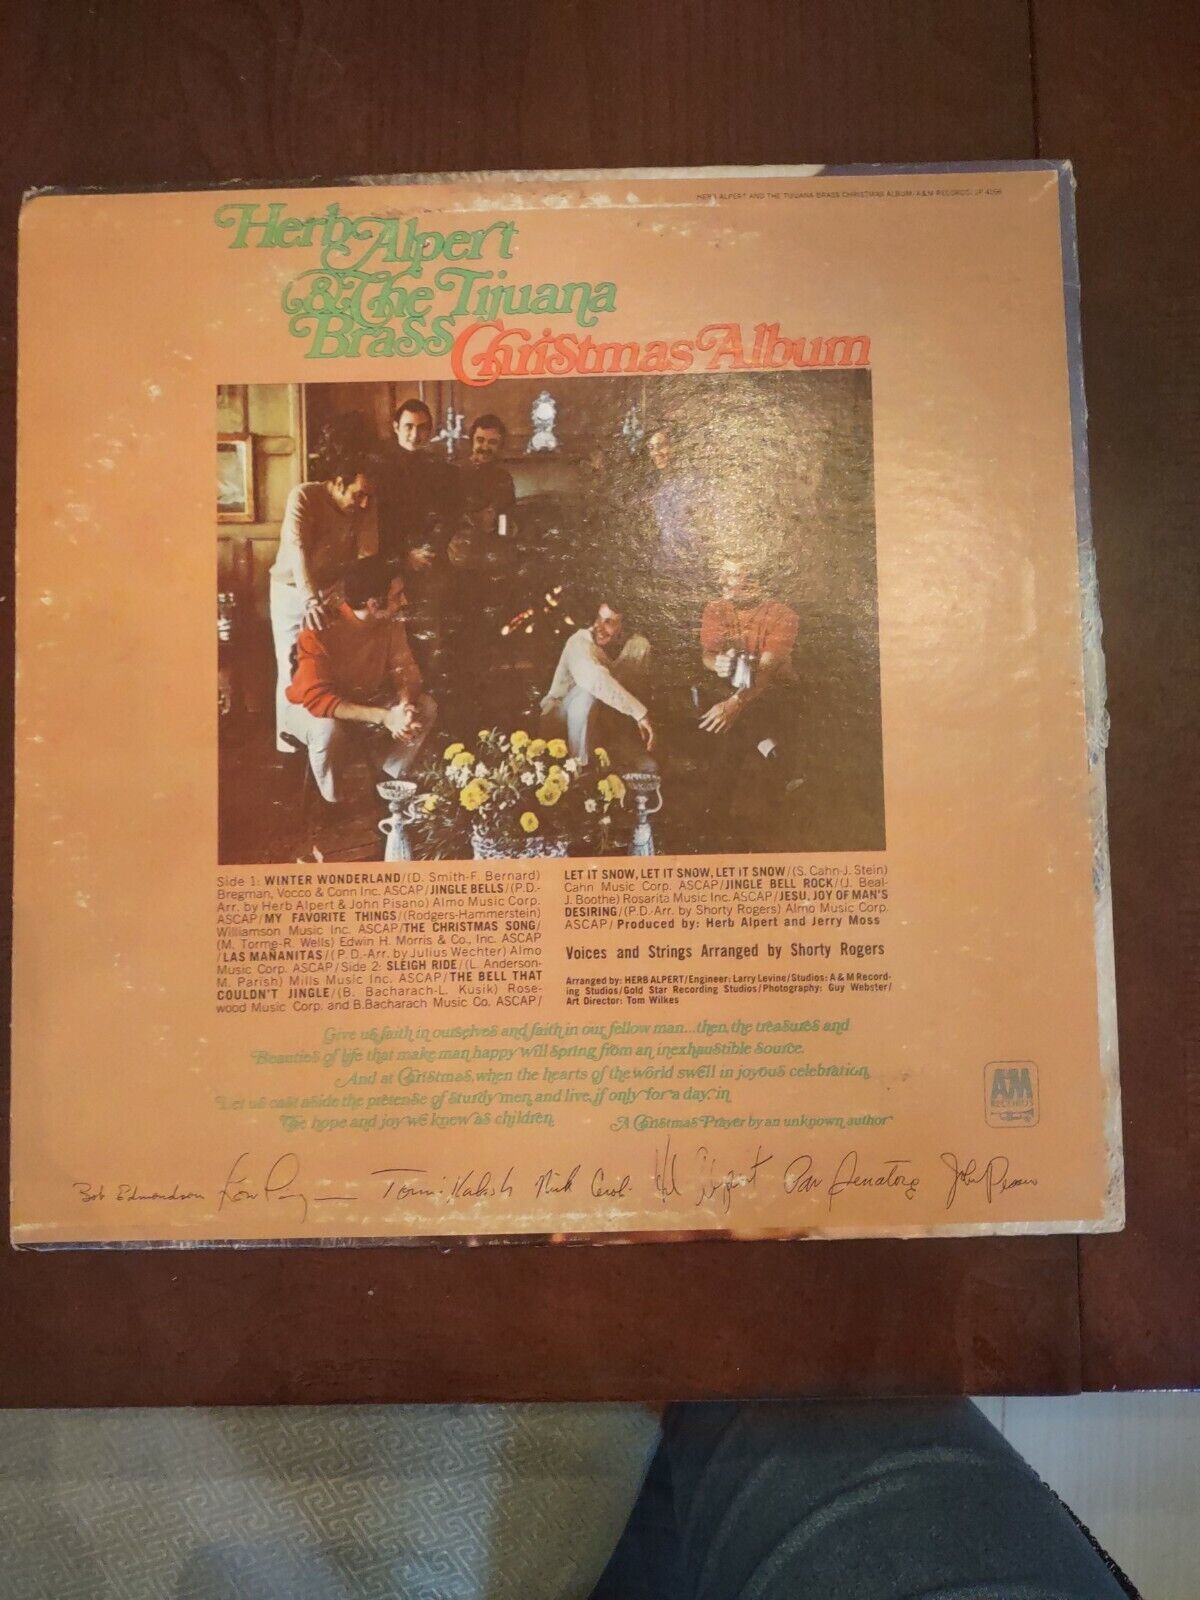 HERB ALPERT AND THE TIJUANA BRASS CHRISTMAS ALBUM/A&M RECORDS/
Herb Alpert
& The Tijuana
Brass Christmas Album
Side 1: WINTER WONDERLAND/(D. Smith-F. Bernard)
Bregman, Vocco & Conn Inc. ASCAP/JINGLE BELLS/(P.D.-
Arr. by Herb Alpert & John Pisano) Almo Music Corp.
ASCAP/MY FAVORITE THINGS/(Rodgers-Hammerstein)
Williamson Music Inc. ASCAP/THE CHRISTMAS SONG/
(M. Torme-R. Wells) Edwin H. Morris & Co., Inc. ASCAP
/LAS MAÑANITAS/(P.D.-Arr. by Julius Wechter) Almo
Music Corp. ASCAP/Side 2: SLEIGH RIDE/(L. Anderson-
M. Parish) Mills Music Inc. ASCAP/THE BELL THAT
COULDN'T JINGLE/(B. Bacharach-L. Kusik) Rose-
wood Music Corp. and B.Bacharach Music Co. ASCAP/
LET IT SNOW, LET IT SNOW, LET IT SNOW/(S. Cahn-J. Stein)
Cahn Music Corp. ASCAP/JINGLE BELL ROCK/(J. Beal-
J. Boothe) Rosarita Music Inc. ASCAP/JESU, JOY OF MAN'S
DESIRING/(P.D.-Arr. by Shorty Rogers) Almo Music Corp.
ASCAP/Produced by: Herb Alpert and Jerry Moss
Voices and Strings Arranged by Shorty Rogers
Arranged by: HERB ALPERT/Engineer: Larry Levine/Studios: A&M Record-
ing Studios/Gold Star Recording Studios/Photography: Guy Webster/
Art Director: Tom Wilkes
Give us faith in ourselves and faith in our fellow man...then, the treasures and
Beauties of life that make man happy will spring from an inexhaustible source.
And at Christmas, when the hearts of the world swell in joyous celebration,
Let us cast aside the pretense of sturdy men and live, if only for a day, in
The hope and joy we knew as children.
A Christmas Prayer by an unknown author
AM
RECORDS
Bob Edmondson
Nick Ceroli Herb Alpert Pat Senatore John Pisano